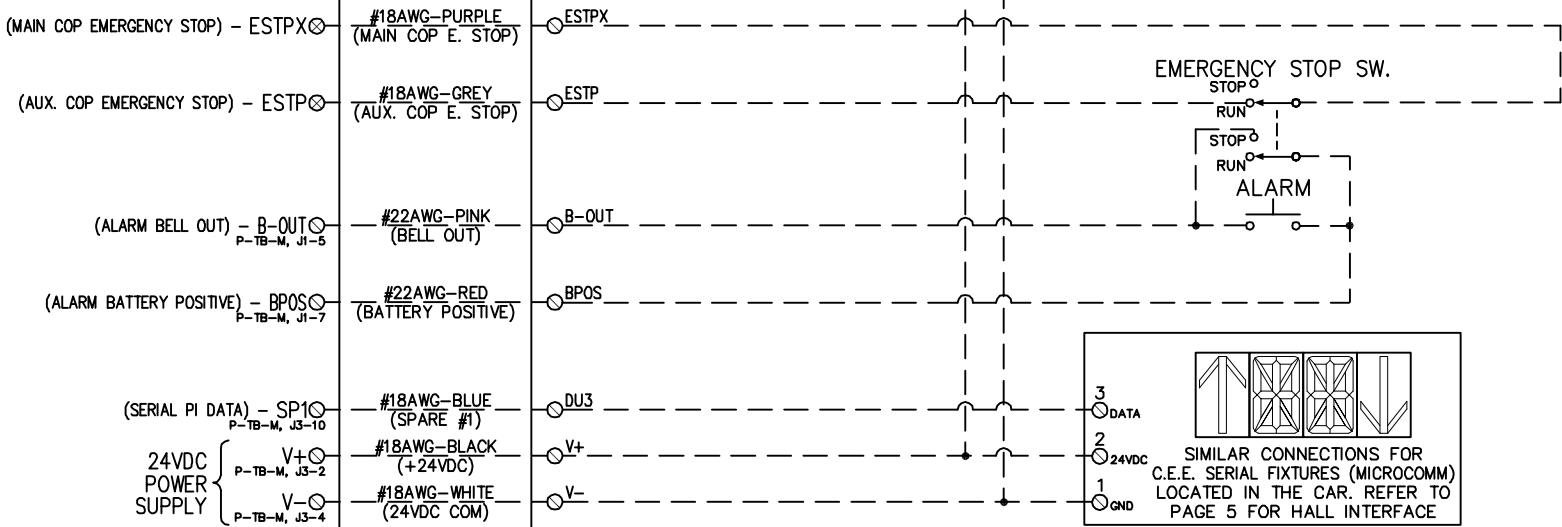 (MAIN COP EMERGENCY STOP) - ESTPX
#18AWG-PURPLE
(MAIN COP E. STOP)
ESTPX
EMERGENCY STOP SW.
(AUX. COP EMERGENCY STOP) - ESTP
#18AWG-GREY
(AUX. COP E. STOP)
ESTP
STOP
RUN
STOP
RUN
ALARM
(ALARM BELL OUT) - B-OUT
P-TB-M, J1-5
#22AWG-PINK
(BELL OUT)
B-OUT
(ALARM BATTERY POSITIVE) - BPOS
P-TB-M, J1-7
#22AWG-RED
(BATTERY POSITIVE)
BPOS
(SERIAL PI DATA) - SP1
P-TB-M, J3-10
#18AWG-BLUE
(SPARE #1)
DU3
3
DATA
24VDC
POWER
SUPPLY
V+
P-TB-M, J3-2
#18AWG-BLACK
(+24VDC)
V+
2
24VDC
V-
P-TB-M, J3-4
#18AWG-WHITE
(24VDC COM)
V-
1
GND
SIMILAR CONNECTIONS FOR
C.E.E. SERIAL FIXTURES (MICROCOMM)
LOCATED IN THE CAR. REFER TO
PAGE 5 FOR HALL INTERFACE